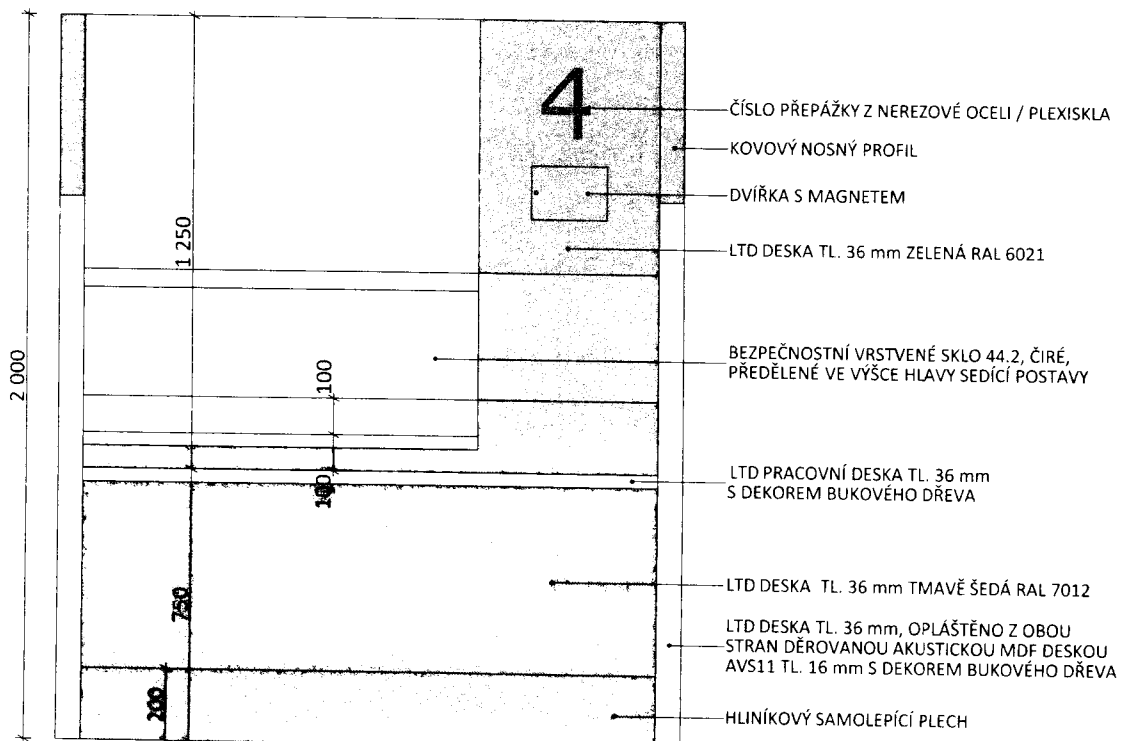 4
ČÍSLO PŘEPÁŽKY Z NEREZOVÉ OCELI / PLEXISKLA
KOVOVÝ NOSNÝ PROFIL
DVÍŘKA S MAGNETEM
1 250
LTD DESKA TL. 36 mm ZELENÁ RAL 6021
2 000
100
BEZPEČNOSTNÍ VRSTVENÉ SKLO 44.2, ČIRÉ,
PŘEDĚLENÉ VE VÝŠCE HLAVY SEDÍCÍ POSTAVY
LTD PRACOVNÍ DESKA TL. 36 mm
S DEKOREM BUKOVÉHO DŘEVA
750
LTD DESKA TL. 36 mm TMAVĚ ŠEDÁ RAL 7012
LTD DESKA TL. 36 mm, OPLÁŠTĚNO Z OBOU
STRAN DĚROVANOU AKUSTICKOU MDF DESKOU
AVS11 TL. 16 mm S DEKOREM BUKOVÉHO DŘEVA
200
HLINÍKOVÝ SAMOLEPÍCÍ PLECH